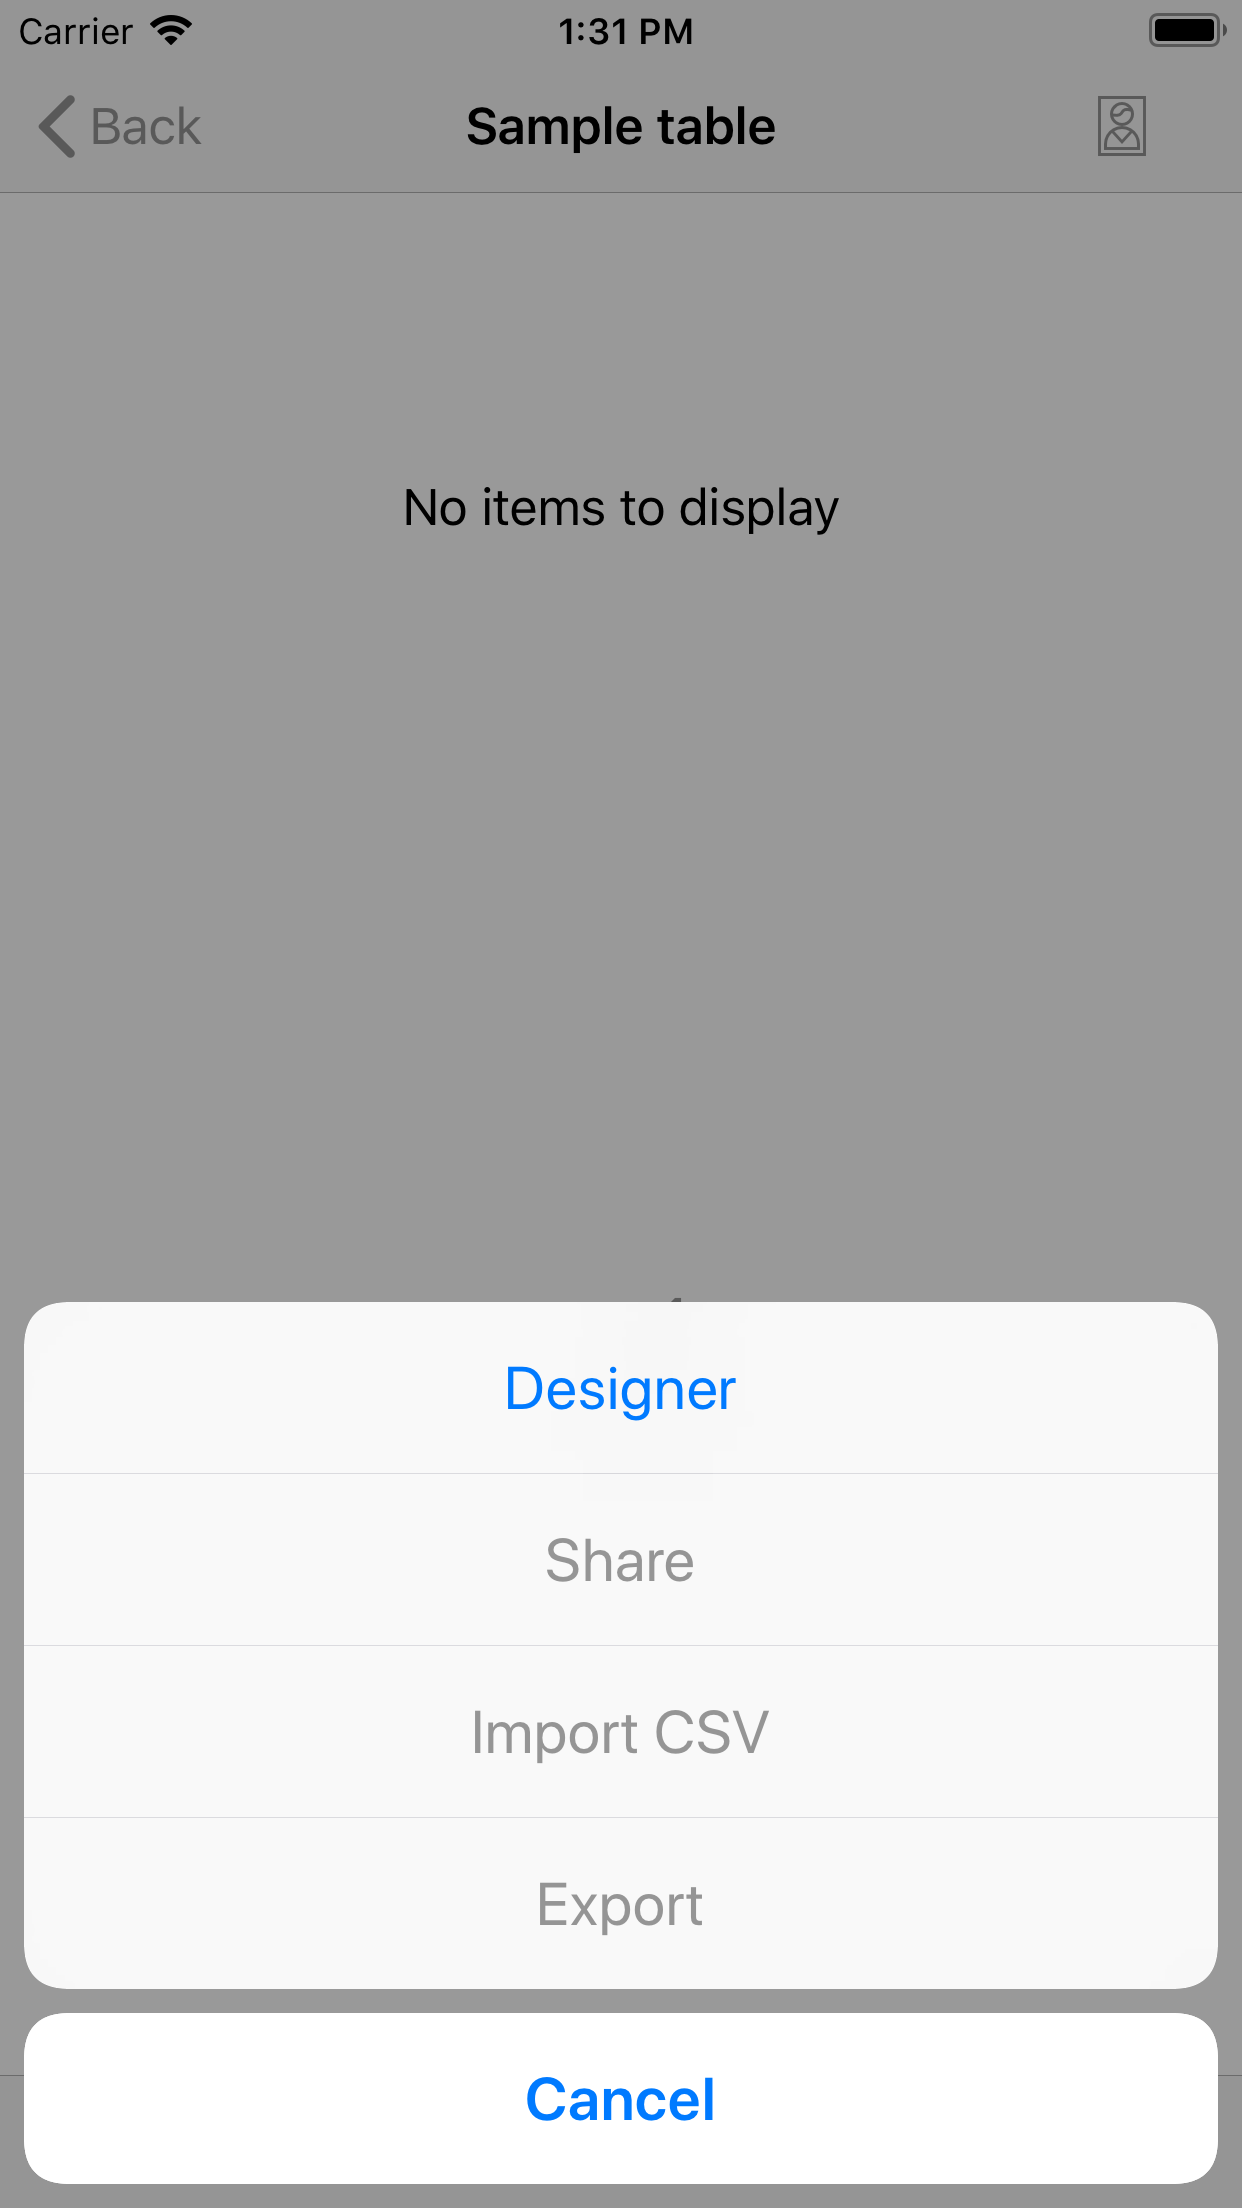 Carrier 1:31 PM
Back Sample table
No items to display
Designer
Share
Import CSV
Export
Cancel